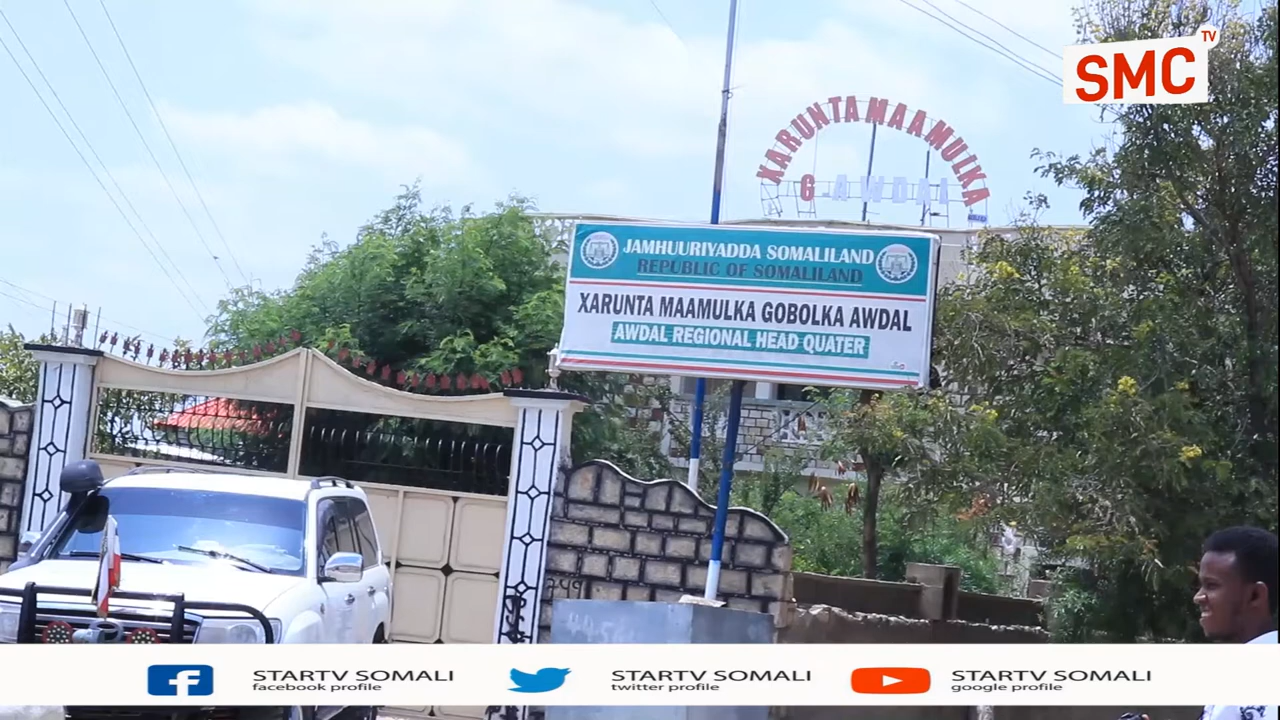 SMC TV
XARUNTA MAAMULKA
G. AWDAL
JAMHUURIYADDA SOMALILAND
REPUBLIC OF SOMALILAND
XARUNTA MAAMULKA GOBOLKA AWDAL
AWDAL REGIONAL HEAD QUATER
STARTV SOMALI
facebook profile
STARTV SOMALI
twitter profile
STARTV SOMALI
google profile